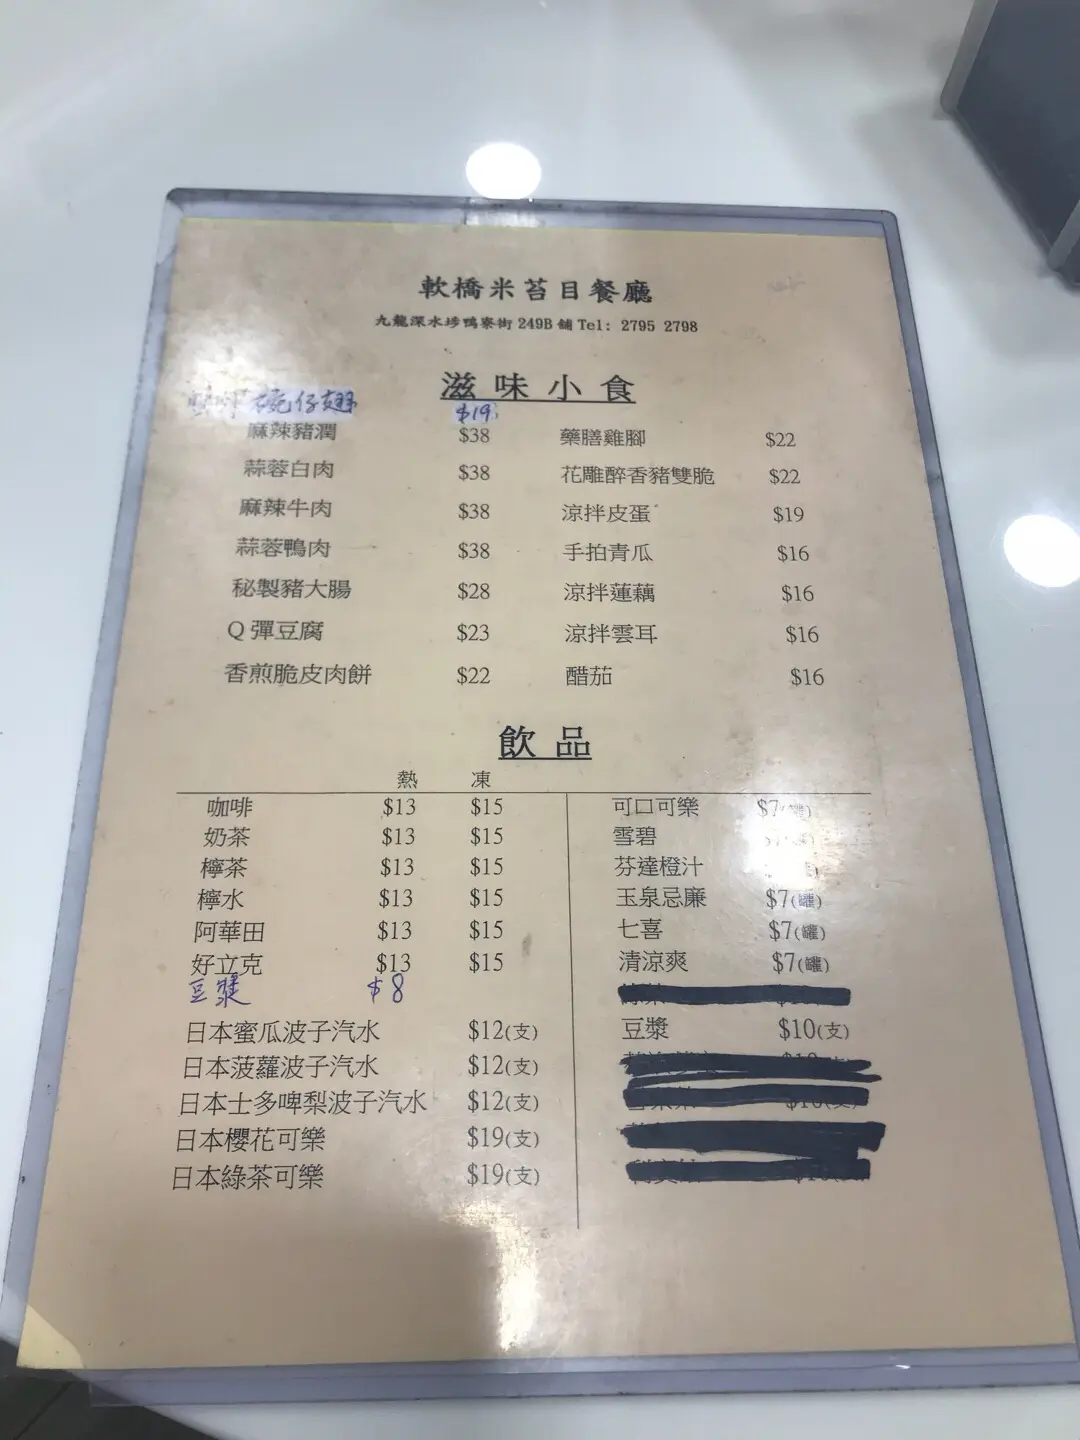 軟橋米苔目餐廳
九龍深水埗鴨寮街 249B 舖 Tel: 2795 2798
滋味小食
碗仔翅 $19
麻辣豬潤 $38 藥膳雞腳 $22
蒜蓉白肉 $38 花雕醉香豬雙脆 $22
麻辣牛肉 $38 涼拌皮蛋 $19
蒜蓉鴨肉 $38 手拍青瓜 $16
秘製豬大腸 $28 涼拌蓮藕 $16
Q 彈豆腐 $23 涼拌雲耳 $16
香煎脆皮肉餅 $22 醋茄 $16
飲品
熱 凍
咖啡 $13 $15 可口可樂 $7(罐)
奶茶 $13 $15 雪碧
檸茶 $13 $15 芬達橙汁
檸水 $13 $15 玉泉忌廉 $7(罐)
阿華田 $13 $15 七喜 $7(罐)
好立克 $13 $15 清涼爽 $7(罐)
豆漿 $8
日本蜜瓜波子汽水 $12(支) 豆漿 $10(支)
日本菠蘿波子汽水 $12(支)
日本士多啤梨波子汽水 $12(支)
日本櫻花可樂 $19(支)
日本綠茶可樂 $19(支)